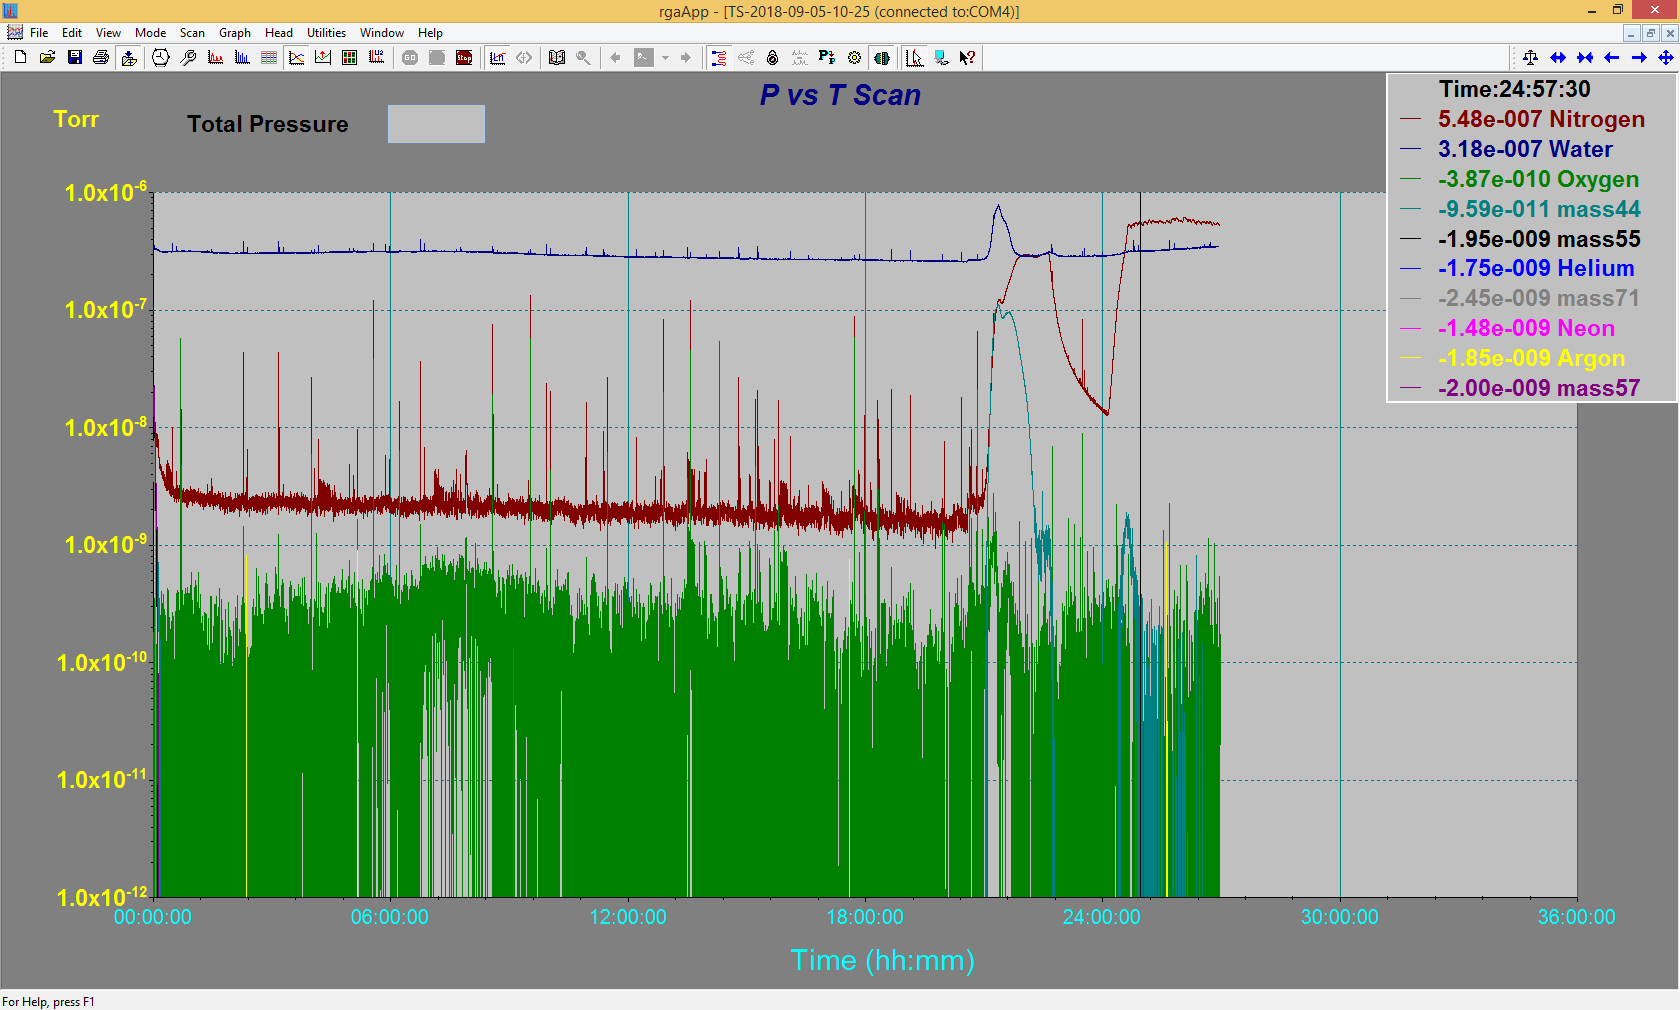 rgaApp - [TS-2018-09-05-10-25 (connected to:COM4)]
File Edit View Mode Scan Graph Head Utilities Window Help
P vs T Scan
Torr
Total Pressure
Time:24:57:30
5.48e-007 Nitrogen
3.18e-007 Water
-3.87e-010 Oxygen
-9.59e-011 mass44
-1.95e-009 mass55
-1.75e-009 Helium
-2.45e-009 mass71
-1.48e-009 Neon
-1.85e-009 Argon
-2.00e-009 mass57
1.0x10-6
1.0x10-7
1.0x10-8
1.0x10-9
1.0x10-10
1.0x10-11
1.0x10-12
00:00:00 06:00:00 12:00:00 18:00:00 24:00:00 30:00:00 36:00:00
Time (hh:mm)
For Help, press F1